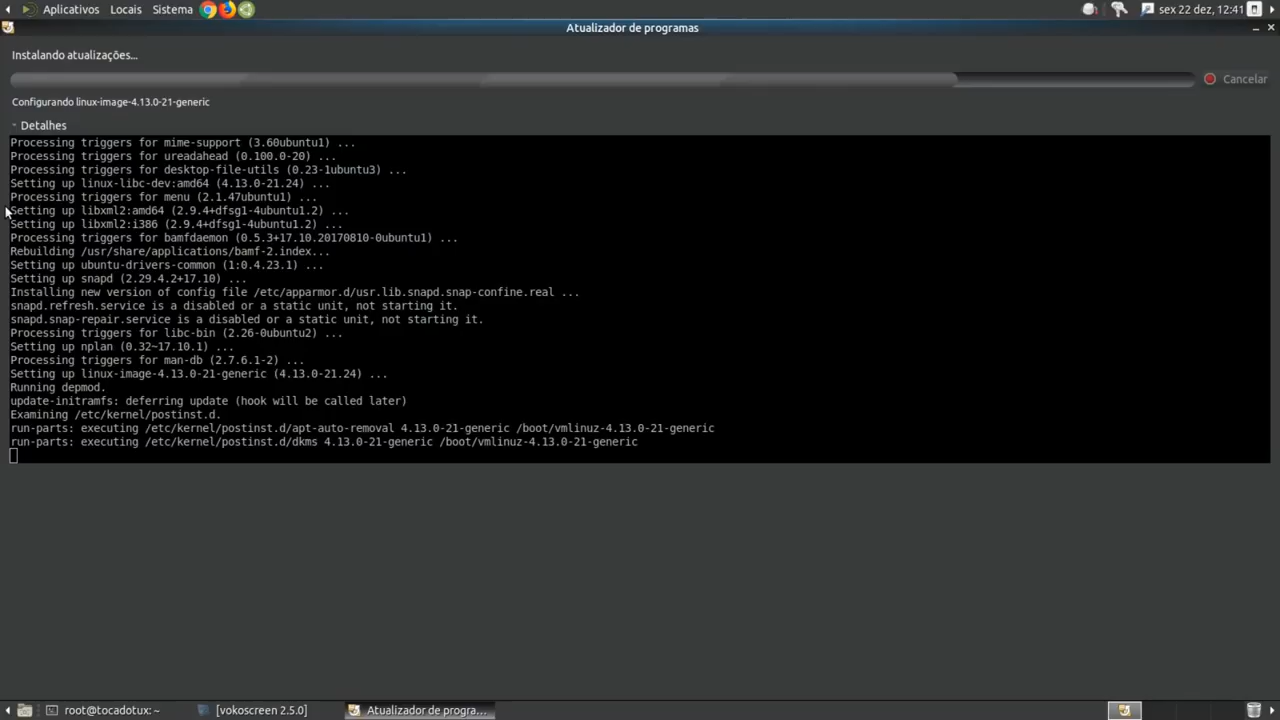 Aplicativos Locais Sistema sex 22 dez, 12:41
Atualizador de programas
Instalando atualizações...
Cancelar
Configurando linux-image-4.13.0-21-generic
Detalhes
Processing triggers for mime-support (3.60ubuntu1) ...
Processing triggers for ureadahead (0.100.0-20) ...
Processing triggers for desktop-file-utils (0.23-1ubuntu3) ...
Setting up linux-libc-dev:amd64 (4.13.0-21.24) ...
Processing triggers for menu (2.1.47ubuntu1) ...
Setting up libxml2:amd64 (2.9.4+dfsg1-4ubuntu1.2) ...
Setting up libxml2:i386 (2.9.4+dfsg1-4ubuntu1.2) ...
Processing triggers for bamfdaemon (0.5.3+17.10.20170810-0ubuntu1) ...
Rebuilding /usr/share/applications/bamf-2.index...
Setting up ubuntu-drivers-common (1:0.4.23.1) ...
Setting up snapd (2.29.4.2+17.10) ...
Installing new version of config file /etc/apparmor.d/usr.lib.snapd.snap-confine.real ...
snapd.refresh.service is a disabled or a static unit, not starting it.
snapd.snap-repair.service is a disabled or a static unit, not starting it.
Processing triggers for libc-bin (2.26-0ubuntu2) ...
Setting up nplan (0.32~17.10.1) ...
Processing triggers for man-db (2.7.6.1-2) ...
Setting up linux-image-4.13.0-21-generic (4.13.0-21.24) ...
Running depmod.
update-initramfs: deferring update (hook will be called later)
Examining /etc/kernel/postinst.d.
run-parts: executing /etc/kernel/postinst.d/apt-auto-removal 4.13.0-21-generic /boot/vmlinuz-4.13.0-21-generic
run-parts: executing /etc/kernel/postinst.d/dkms 4.13.0-21-generic /boot/vmlinuz-4.13.0-21-generic
root@tocadotux: ~ [vokoscreen 2.5.0] Atualizador de progra...